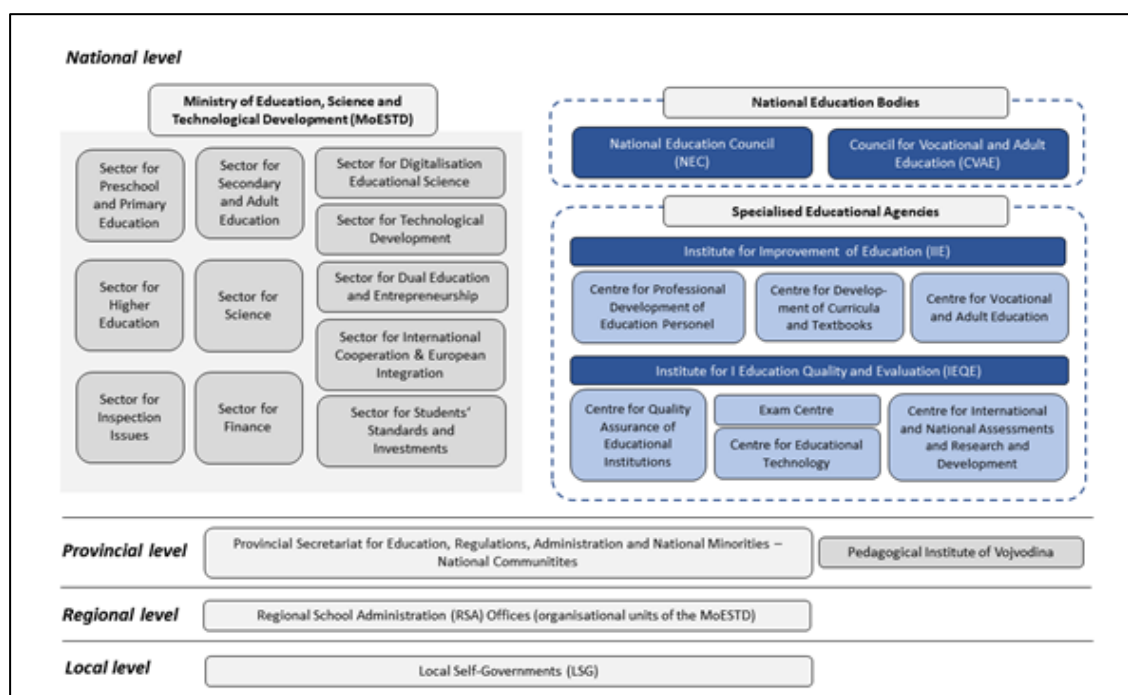 National level
Ministry of Education, Science and
Technological Development (MoESTD)
Sector for
Preschool
and Primary
Education
Sector for
Secondary
and Adult
Education
Sector for Digitalisation
Educational Science
Sector for Technological
Development
Sector for
Higher
Education
Sector for
Science
Sector for Dual Education
and Entrepreneurship
Sector for International
Cooperation & European
Integration
Sector for
Inspection
Issues
Sector for
Finance
Sector for Students'
Standards and
Investments
National Education Bodies
National Education Council
(NEC)
Council for Vocational and Adult
Education (CVAE)
Specialised Educational Agencies
Institute for Improvement of Education (IIE)
Centre for Professional
Development of
Education Personel
Centre for Develop-
ment of Curricula
and Textbooks
Centre for Vocational
and Adult Education
Institute for I Education Quality and Evaluation (IEQE)
Centre for Quality
Assurance of
Educational
Institutions
Exam Centre
Centre for Educational
Technology
Centre for International
and National Assessments
and Research and
Development
Provincial level
Provincial Secretariat for Education, Regulations, Administration and National Minorities –
National Communitites
Pedagogical Institute of Vojvodina
Regional level
Regional School Administration (RSA) Offices (organisational units of the MoESTD)
Local level
Local Self-Governments (LSG)